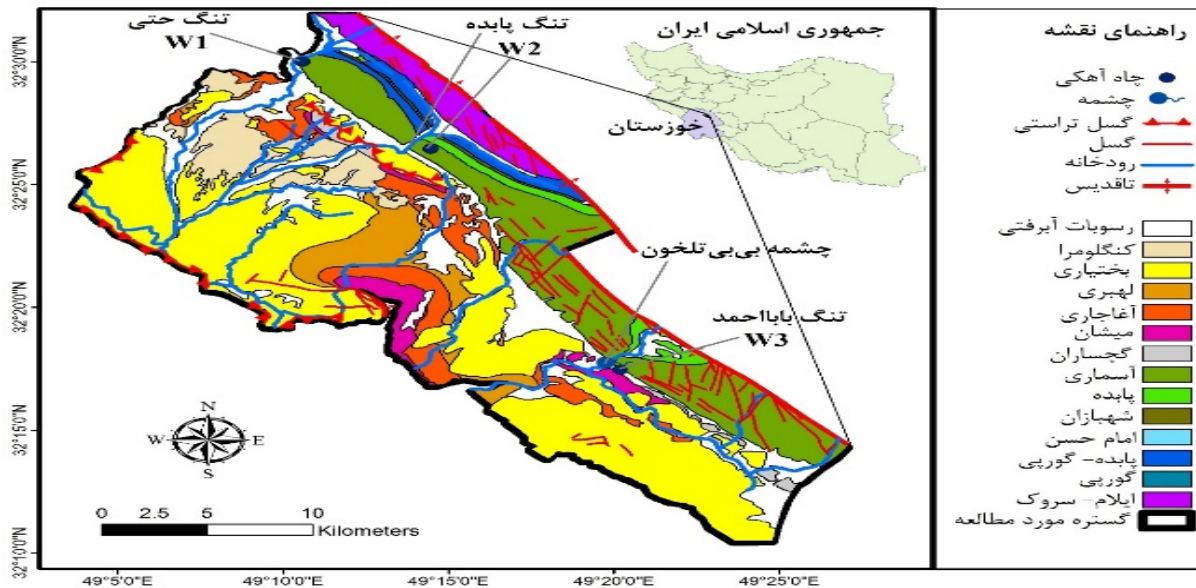 تنگ حتی
W1
تنگ پابده
W2
جمهوری اسلامی ایران
خوزستان
چشمه بی‌بی‌تلخون
تنگ بابااحمد
W3
32°30'0"N
32°25'0"N
32°20'0"N
32°15'0"N
32°10'0"N
N
W E
S
0 2.5 5 10
Kilometers
49°5'0"E 49°10'0"E 49°15'0"E 49°20'0"E 49°25'0"E
راهنمای نقشه
چاه آهکی
چشمه
گسل تراستی
گسل
رودخانه
تاقدیس
رسوبات آبرفتی
کنگلومرا
بختیاری
لهبری
آغاجاری
میشان
گچساران
آسماری
پابده
شهبازان
امام حسن
پابده- گورپی
گورپی
ایلام- سروک
گستره مورد مطالعه